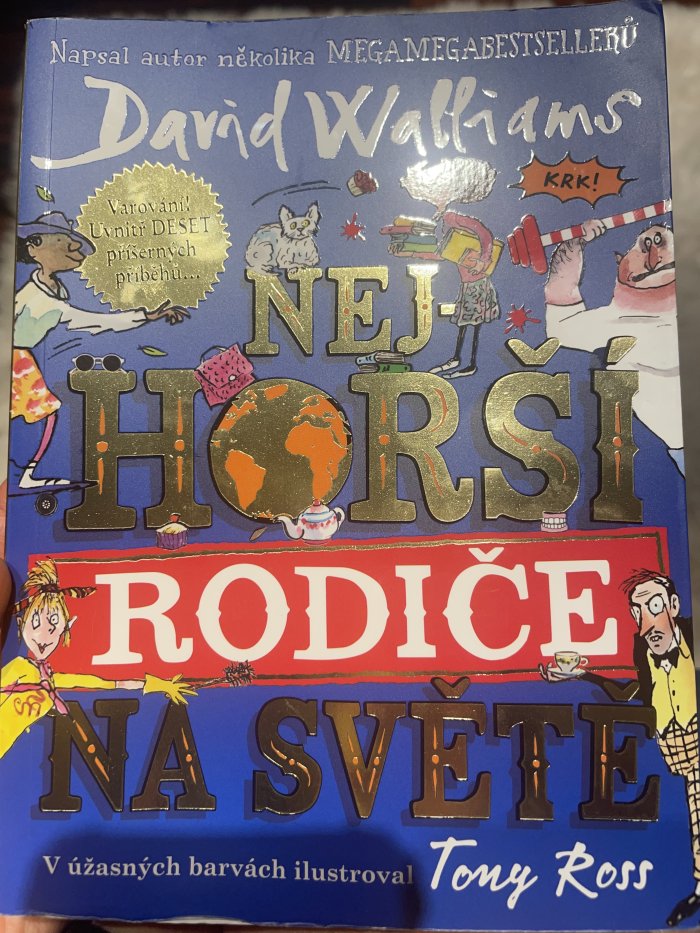 Napsal autor několika MEGAMEGABESTSELLERŮ
David Walliams
Varování!
Uvnitř DESET
příšerných
příběhů...
KRK!
NEJ-
HORŠÍ
RODIČE
NA SVĚTĚ
V úžasných barvách ilustroval Tony Ross